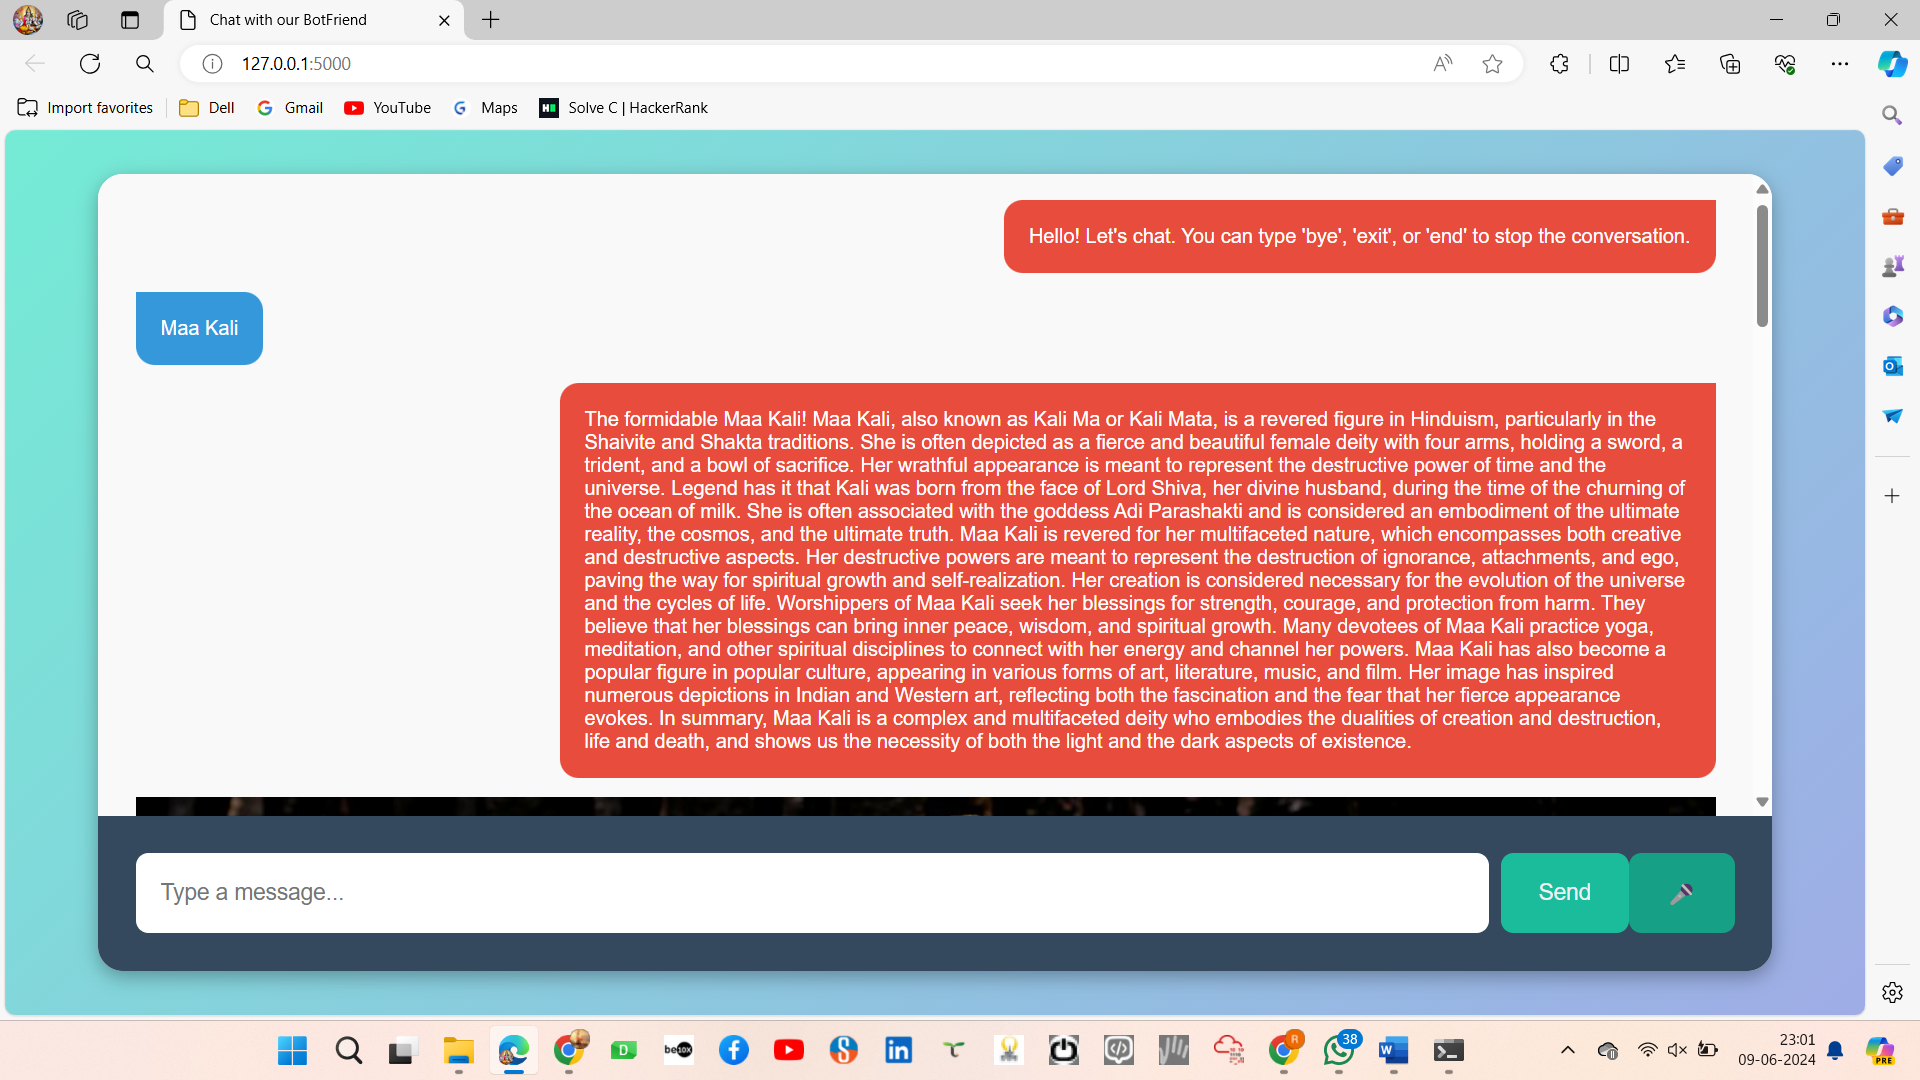 Chat with our BotFriend
127.0.0.1:5000
Import favorites
Dell
Gmail
YouTube
Maps
Solve C | HackerRank
Hello! Let's chat. You can type 'bye', 'exit', or 'end' to stop the conversation.
Maa Kali
The formidable Maa Kali! Maa Kali, also known as Kali Ma or Kali Mata, is a revered figure in Hinduism, particularly in the
Shaivite and Shakta traditions. She is often depicted as a fierce and beautiful female deity with four arms, holding a sword, a
trident, and a bowl of sacrifice. Her wrathful appearance is meant to represent the destructive power of time and the
universe. Legend has it that Kali was born from the face of Lord Shiva, her divine husband, during the time of the churning of
the ocean of milk. She is often associated with the goddess Adi Parashakti and is considered an embodiment of the ultimate
reality, the cosmos, and the ultimate truth. Maa Kali is revered for her multifaceted nature, which encompasses both creative
and destructive aspects. Her destructive powers are meant to represent the destruction of ignorance, attachments, and ego,
paving the way for spiritual growth and self-realization. Her creation is considered necessary for the evolution of the universe
and the cycles of life. Worshippers of Maa Kali seek her blessings for strength, courage, and protection from harm. They
believe that her blessings can bring inner peace, wisdom, and spiritual growth. Many devotees of Maa Kali practice yoga,
meditation, and other spiritual disciplines to connect with her energy and channel her powers. Maa Kali has also become a
popular figure in popular culture, appearing in various forms of art, literature, music, and film. Her image has inspired
numerous depictions in Indian and Western art, reflecting both the fascination and the fear that her fierce appearance
evokes. In summary, Maa Kali is a complex and multifaceted deity who embodies the dualities of creation and destruction,
life and death, and shows us the necessity of both the light and the dark aspects of existence.
Type a message...
Send
be10x
38
23:01
09-06-2024
PRE